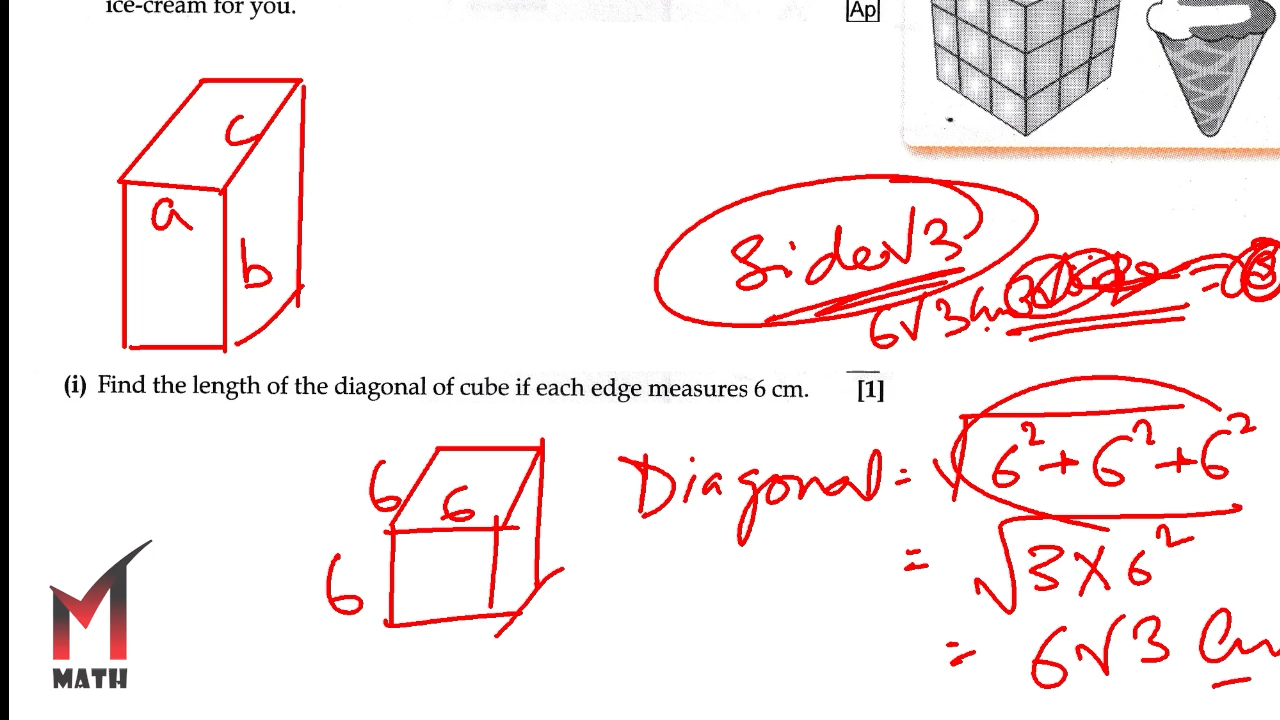 ice-cream for you.
Ap
c
a
b
Side√3
6√3 cm
(i) Find the length of the diagonal of cube if each edge measures 6 cm. [1]
6 6
6
Diagonal = √6²+6²+6²
= √3×6²
= 6√3 cm
MATH